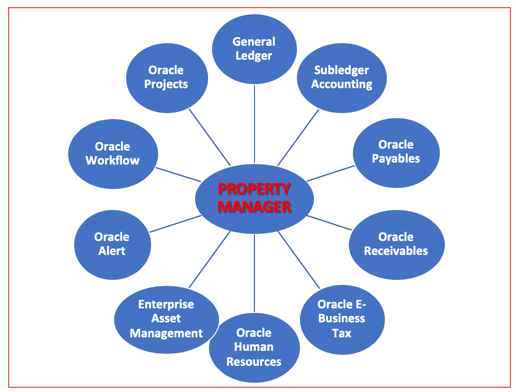 General
Ledger
Subledger
Accounting
Oracle
Payables
Oracle
Receivables
Oracle E-
Business
Tax
Oracle
Human
Resources
Enterprise
Asset
Management
Oracle
Alert
Oracle
Workflow
Oracle
Projects
PROPERTY
MANAGER